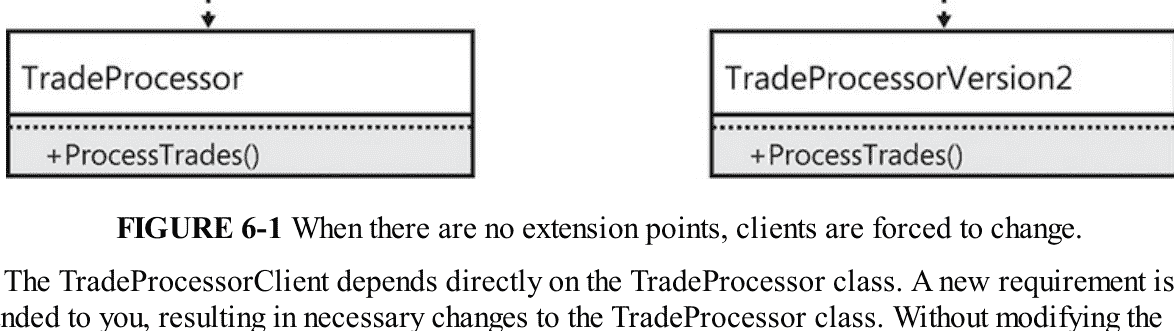 TradeProcessor
TradeProcessorVersion2
+ProcessTrades()
+ProcessTrades()
FIGURE 6-1 When there are no extension points, clients are forced to change.
The TradeProcessorClient depends directly on the TradeProcessor class. A new requirement is
nded to you, resulting in necessary changes to the TradeProcessor class. Without modifying the